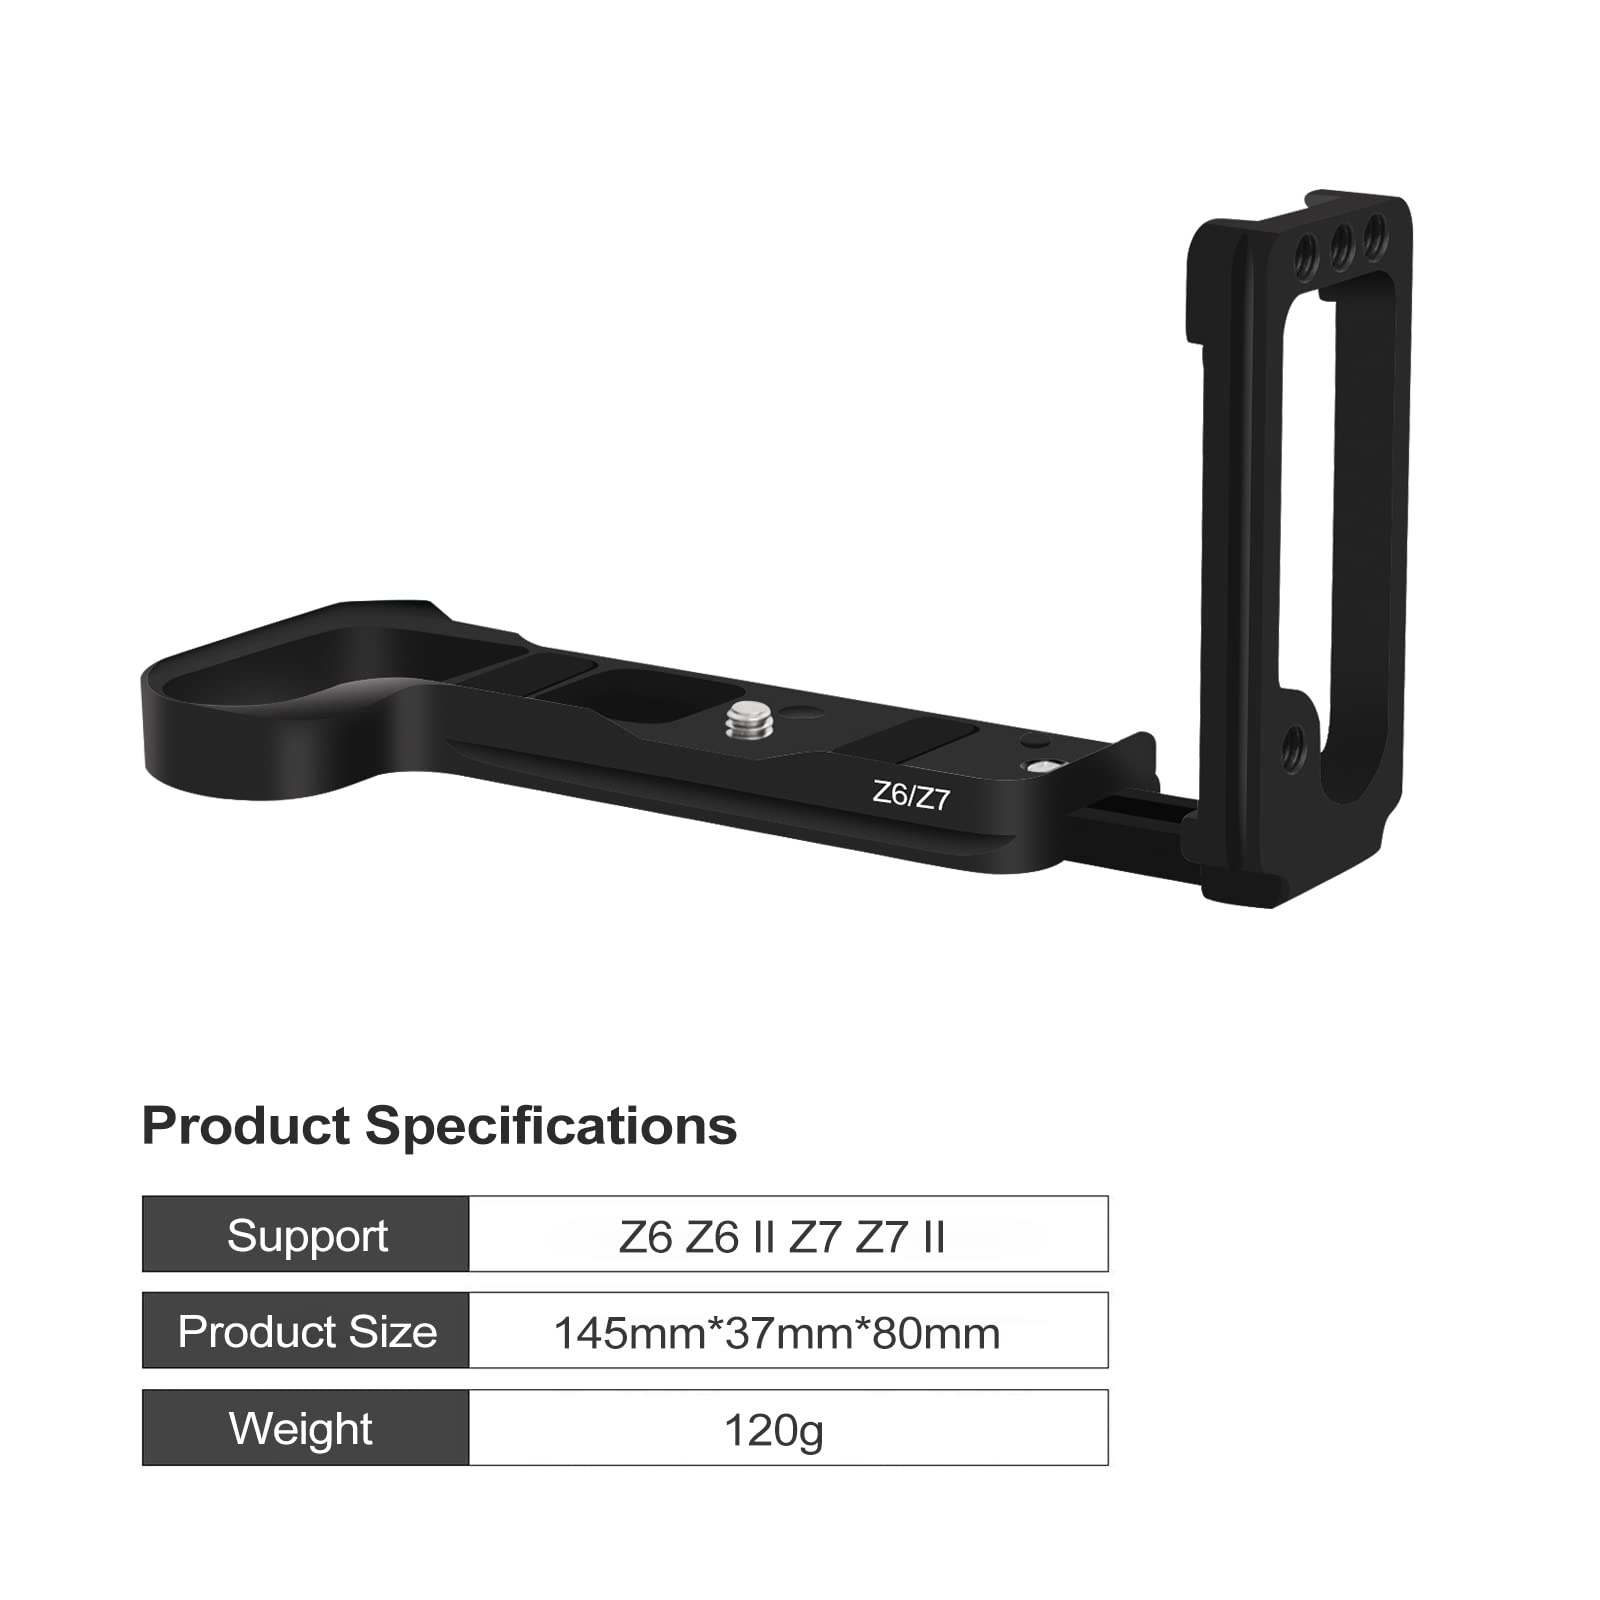 Z6/Z7
Product Specifications
Support Z6 Z6 II Z7 Z7 II
Product Size 145mm*37mm*80mm
Weight 120g